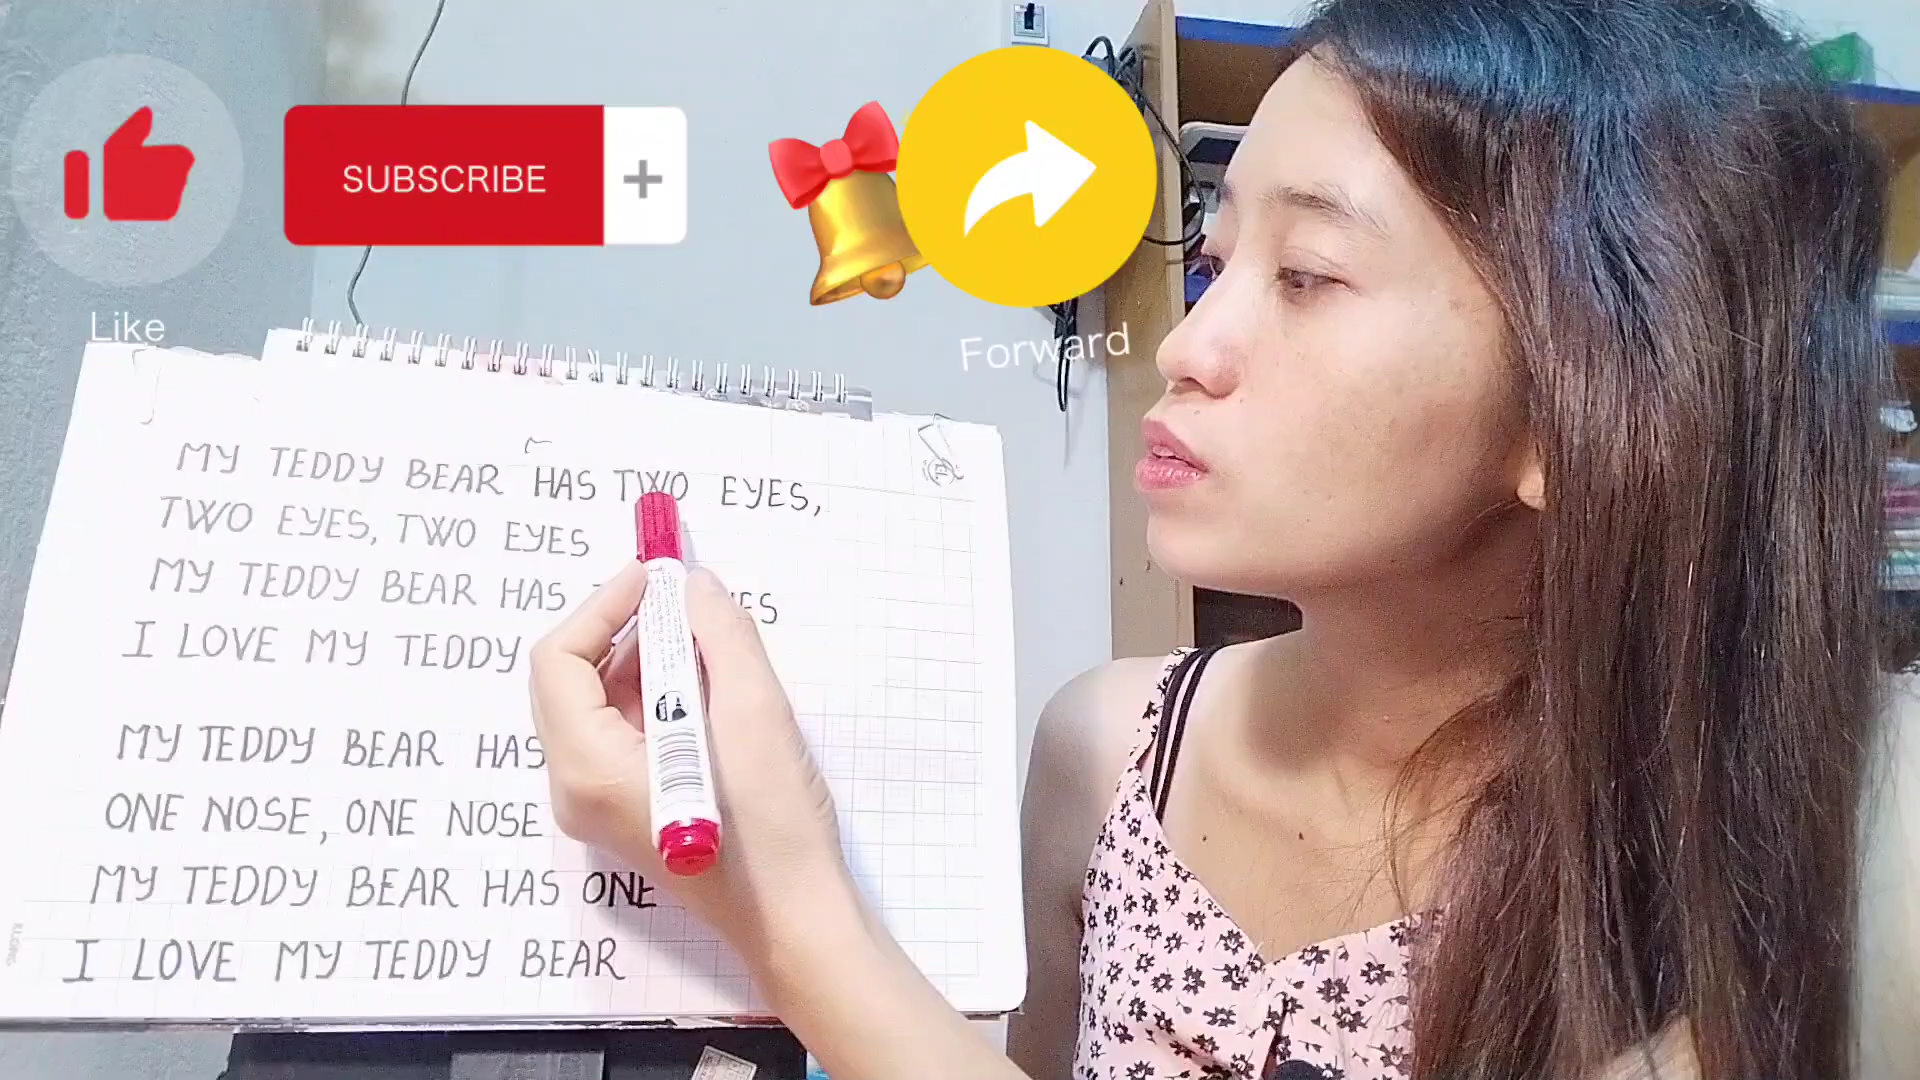 SUBSCRIBE +
Like
Forward
MY TEDDY BEAR HAS TWO EYES,
TWO EYES, TWO EYES
MY TEDDY BEAR HAS
I LOVE MY TEDDY
MY TEDDY BEAR HAS
ONE NOSE, ONE NOSE
MY TEDDY BEAR HAS ONE
I LOVE MY TEDDY BEAR